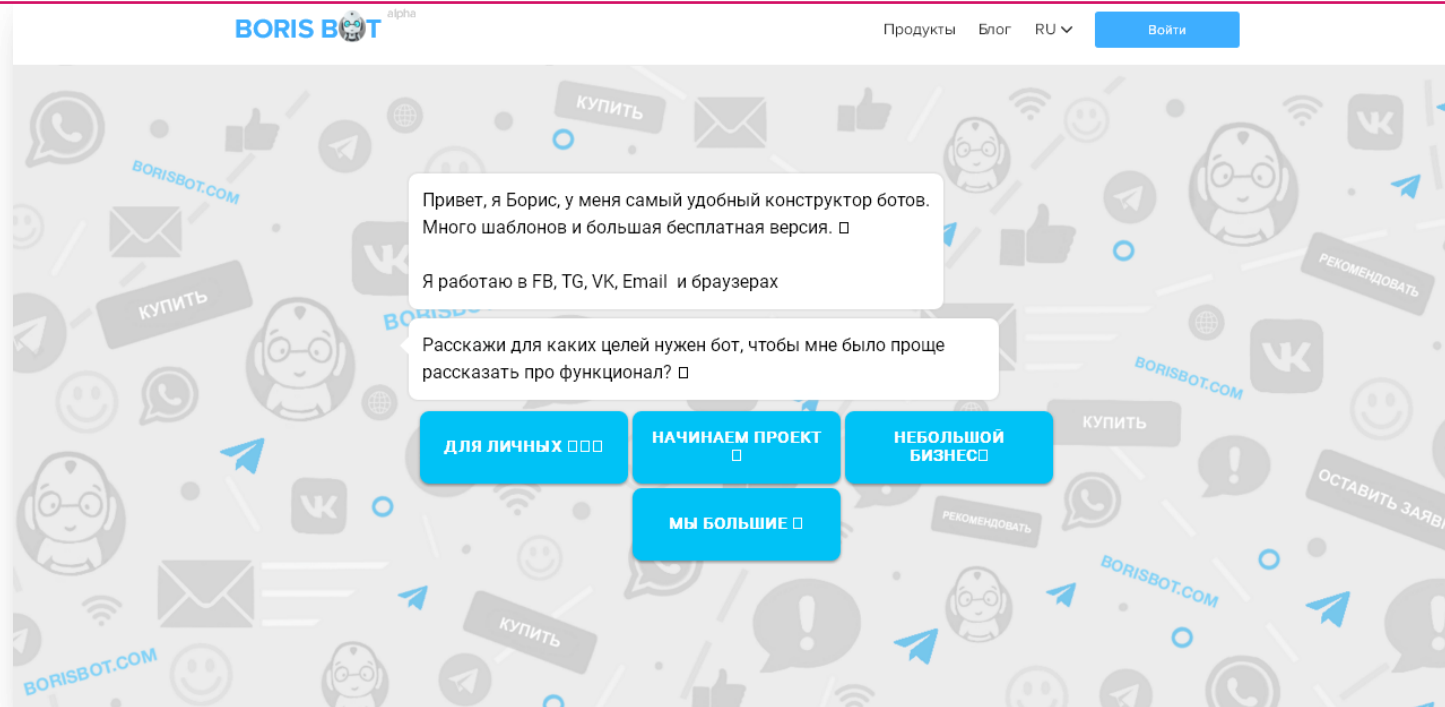 BORIS BOT alpha
Продукты Блог RU Войти
КУПИТЬ
BORISBOT.COM
Привет, я Борис, у меня самый удобный конструктор ботов.
Много шаблонов и большая бесплатная версия. □
Я работаю в FB, TG, VK, Email и браузерах
РЕКОМЕНДОВАТЬ
КУПИТЬ
Расскажи для каких целей нужен бот, чтобы мне было проще
рассказать про функционал? □
BORISBOT.COM
КУПИТЬ
ДЛЯ ЛИЧНЫХ □□□
НАЧИНАЕМ ПРОЕКТ
□
НЕБОЛЬШОЙ
БИЗНЕС□
МЫ БОЛЬШИЕ □
РЕКОМЕНДОВАТЬ
BORISBOT.COM
КУПИТЬ
BORISBOT.COM